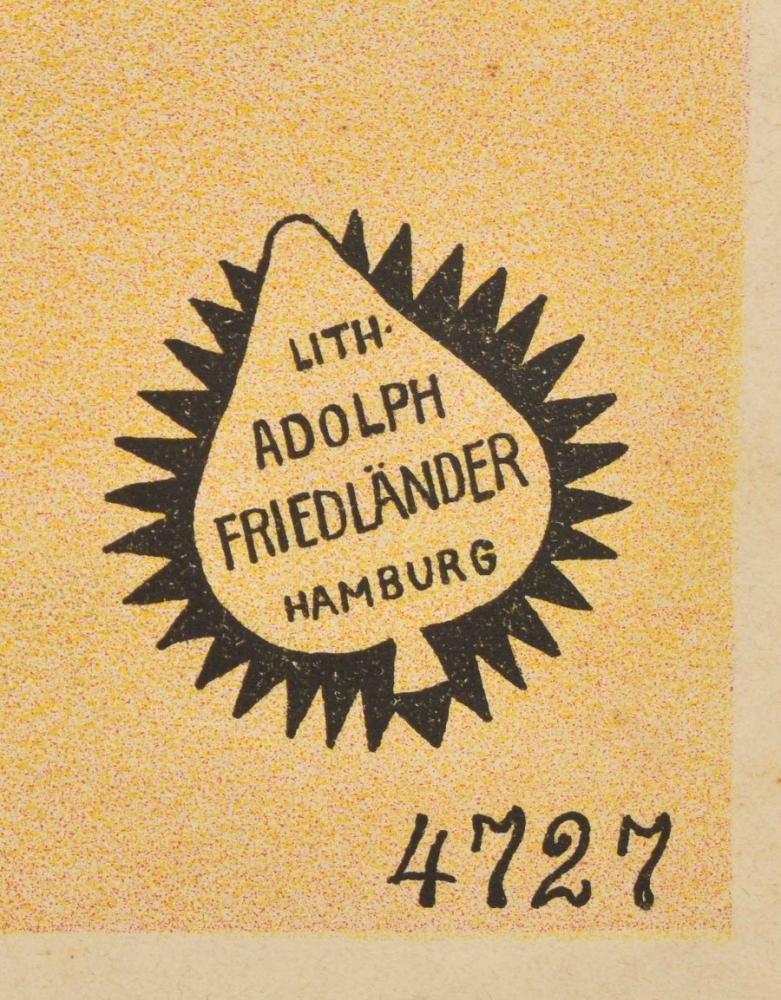 LITH·
ADOLPH
FRIEDLÄNDER
HAMBURG
4727